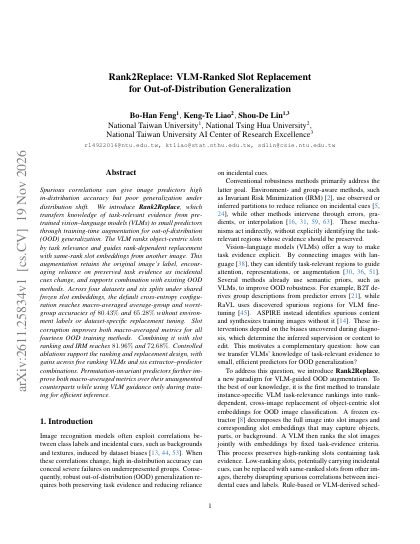 Rank2Replace: VLM-Ranked Slot Replacement
for Out-of-Distribution Generalization
Bo-Han Feng¹, Keng-Te Liao², Shou-De Lin¹,³
National Taiwan University¹, National Tsing Hua University²,
National Taiwan University AI Center of Research Excellence³
r14922016@ntu.edu.tw, ktliao@stat.nthu.edu.tw, sdlin@csie.ntu.edu.tw
arXiv:2611.25834v1 [cs.CV] 19 Nov 2026
Abstract
Spurious correlations can give image predictors high
in-distribution accuracy but poor generalization under
distribution shift. We introduce Rank2Replace, which
transfers knowledge of task-relevant evidence from pre-
trained vision-language models (VLMs) to small predictors
through training-time augmentation for out-of-distribution
(OOD) generalization. The VLM ranks object-centric slots
by task relevance and guides rank-dependent replacement
with same-rank slot embeddings from another image. This
augmentation retains the original image's label, encour-
aging reliance on preserved task evidence as incidental
cues change, and supports combination with existing OOD
methods. Across four datasets and six splits under shared
frozen slot embeddings, the default cross-entropy configu-
ration reaches macro-averaged average-group and worst-
group accuracies of 80.43% and 65.28% without environ-
ment labels or dataset-specific replacement tuning. Slot
corruption improves both macro-averaged metrics for all
fourteen OOD training methods. Combining it with slot
ranking and IRM reaches 81.96% and 72.68%. Controlled
ablations support the ranking and replacement design, with
gains across five ranking VLMs and six extractor–predictor
combinations. Permutation-invariant predictors further im-
prove both macro-averaged metrics over their unaugmented
counterparts while using VLM guidance only during train-
ing for efficient inference.
1. Introduction
Image recognition models often exploit correlations be-
tween class labels and incidental cues, such as backgrounds
and textures, induced by dataset biases [13, 44, 53]. When
these correlations change, high in-distribution accuracy can
conceal severe failures on underrepresented groups. Conse-
quently, robust out-of-distribution (OOD) generalization re-
quires both preserving task evidence and reducing reliance
on incidental cues.
Conventional robustness methods primarily address the
latter goal. Environment- and group-aware methods, such
as Invariant Risk Minimization (IRM) [2], use observed or
inferred partitions to reduce reliance on incidental cues [5,
24], while other methods intervene through errors, gradi-
ents, or interpolation [16, 31, 59, 63]. These mecha-
nisms act indirectly, without explicitly identifying the task-
relevant regions whose evidence should be preserved.
Vision–language models (VLMs) offer a way to make
task evidence explicit. By connecting images with lan-
guage [38], they can identify task-relevant regions to guide
attention, representations, or augmentation [30, 36, 51].
Several methods already use semantic priors, such as
VLMs, to improve OOD robustness. For example, B2T de-
rives group descriptions from predictor errors [21], while
RaVL uses discovered spurious regions for VLM fine-
tuning [45]. ASPIRE instead identifies spurious content
and synthesizes training images without it [14]. These in-
terventions depend on the biases uncovered during diagno-
sis, which determine the inferred supervision or content to
edit. This motivates a complementary question: how can
we transfer VLMs' knowledge of task-relevant evidence to
small, efficient predictors for OOD generalization?
To address this question, we introduce Rank2Replace,
a new paradigm for VLM-guided OOD augmentation. To
the best of our knowledge, it is the first method to translate
instance-specific VLM task-relevance rankings into rank-
dependent, cross-image replacement of object-centric slot
embeddings for OOD image classification. A frozen ex-
tractor [8] decomposes the full image into slot images and
corresponding slot embeddings that may capture objects,
parts, or background. A VLM then ranks the slot images
jointly with embeddings by fixed task-evidence criteria.
This process preserves high-ranking slots containing task
evidence. Low-ranking slots, potentially carrying incidental
cues, can be replaced with same-ranked slots from other im-
ages, thereby disrupting spurious correlations between in-
cidental cues and labels. Rule-based or VLM-derived sched-
1